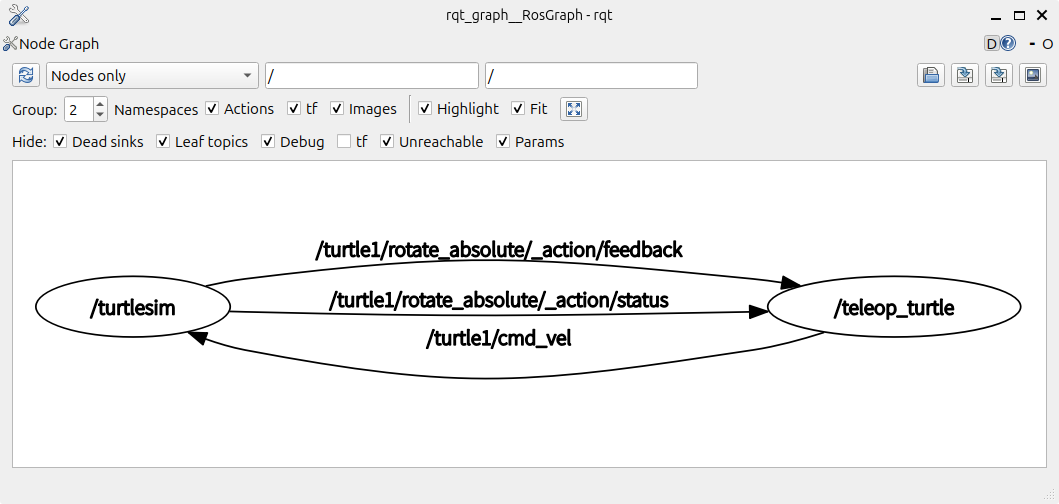 rqt_graph__RosGraph - rqt
Node Graph
D
- O
Nodes only
/
/
Group: 2 Namespaces Actions tf Images Highlight Fit
Hide: Dead sinks Leaf topics Debug tf Unreachable Params
/turtle1/rotate_absolute/_action/feedback
/turtle1/rotate_absolute/_action/status
/turtlesim
/teleop_turtle
/turtle1/cmd_vel